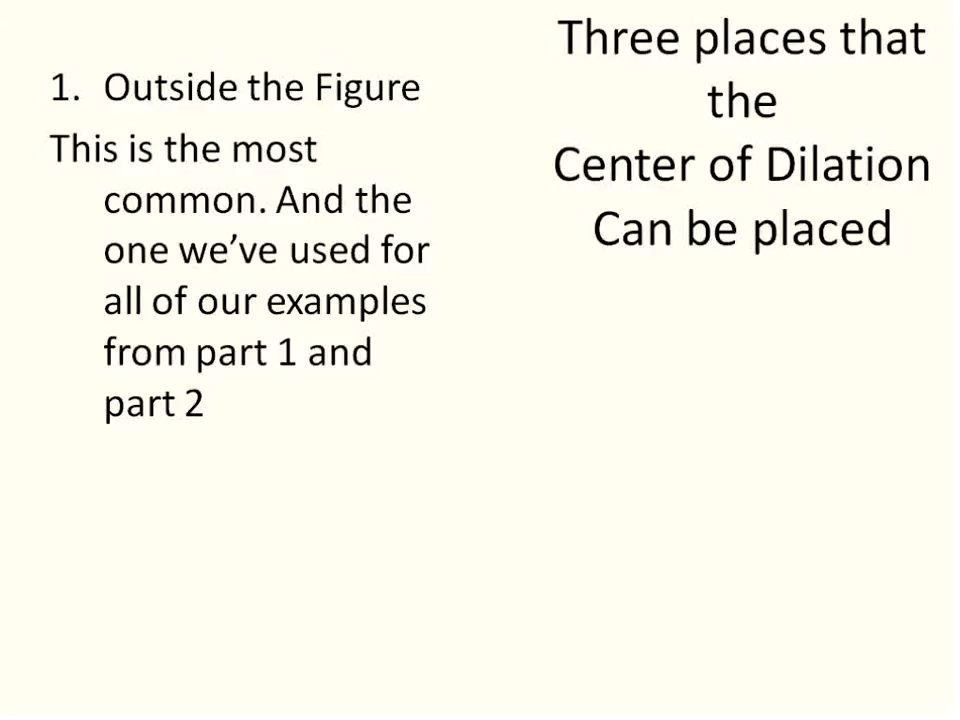 Three places that
the
Center of Dilation
Can be placed
1. Outside the Figure
This is the most
common. And the
one we’ve used for
all of our examples
from part 1 and
part 2